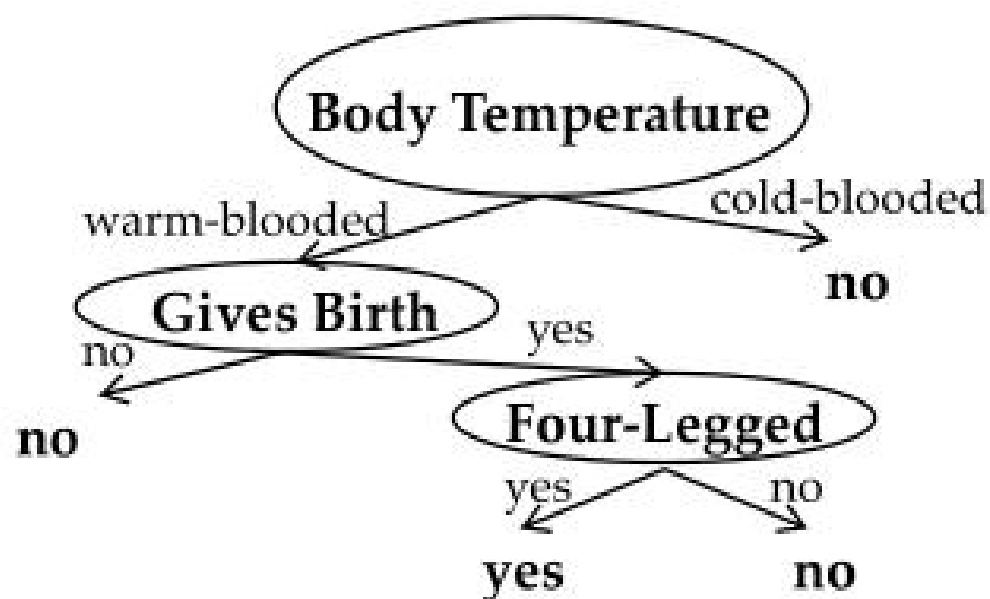 Body Temperature
warm-blooded
cold-blooded
no
Gives Birth
no
yes
no
Four-Legged
yes
no
yes
no